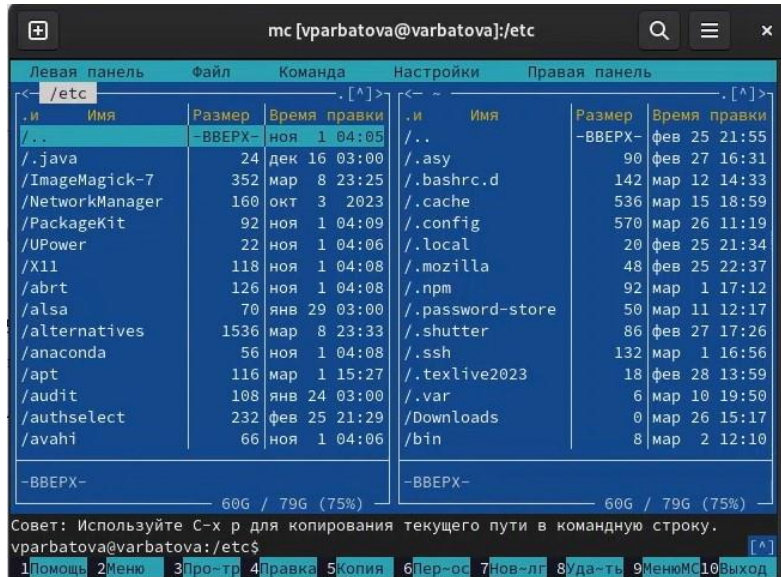 mc [vparbatova@varbatova]:/etc
Левая панель Файл Команда Настройки Правая панель
<— /etc .[^]> <— ~ .[^]>
.и Имя Размер Время правки .и Имя Размер Время правки
/.. -ВВЕРХ- ноя 1 04:05 /.. -ВВЕРХ- фев 25 21:55
/.java 24 дек 16 03:00 /.asy 90 фев 27 16:31
/ImageMagick-7 352 мар 8 23:25 /.bashrc.d 142 мар 12 14:33
/NetworkManager 160 окт 3 2023 /.cache 536 мар 15 18:59
/PackageKit 92 ноя 1 04:09 /.config 570 мар 26 11:19
/UPower 22 ноя 1 04:06 /.local 20 фев 25 21:34
/X11 118 ноя 1 04:08 /.mozilla 48 фев 25 22:37
/abrt 126 ноя 1 04:08 /.npm 92 мар 1 17:12
/alsa 70 янв 29 03:00 /.password-store 50 мар 11 12:17
/alternatives 1536 мар 8 23:33 /.shutter 86 фев 27 17:26
/anaconda 56 ноя 1 04:08 /.ssh 132 мар 1 16:56
/apt 116 мар 1 15:27 /.texlive2023 18 фев 28 13:59
/audit 108 янв 24 03:00 /.var 6 мар 10 19:50
/authselect 232 фев 25 21:29 /Downloads 0 мар 26 15:17
/avahi 66 ноя 1 04:06 /bin 8 мар 2 12:10
-ВВЕРХ- -ВВЕРХ-
60G / 79G (75%) 60G / 79G (75%)
Совет: Используйте C-x p для копирования текущего пути в командную строку.
vparbatova@varbatova:/etc$ [^]
1Помощь 2Меню 3Про~тр 4Правка 5Копия 6Пер~ос 7Нов~лг 8Уда~ть 9МенюMC 10Выход